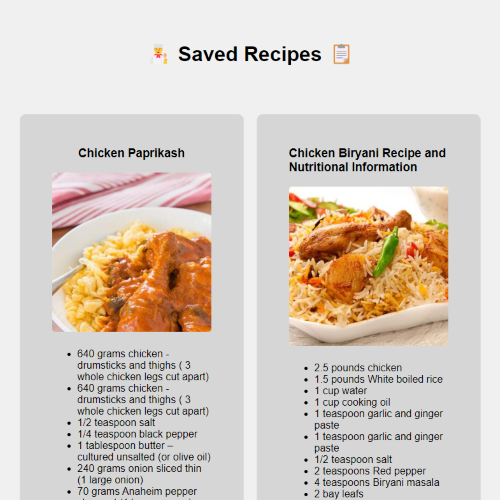 Saved Recipes
Chicken Paprikash
640 grams chicken -
drumsticks and thighs ( 3
whole chicken legs cut apart)
640 grams chicken -
drumsticks and thighs ( 3
whole chicken legs cut apart)
1/2 teaspoon salt
1/4 teaspoon black pepper
1 tablespoon butter –
cultured unsalted (or olive oil)
240 grams onion sliced thin
(1 large onion)
70 grams Anaheim pepper
Chicken Biryani Recipe and
Nutritional Information
2.5 pounds chicken
1.5 pounds White boiled rice
1 cup water
1 cup cooking oil
1 teaspoon garlic and ginger
paste
1 teaspoon garlic and ginger
paste
1/2 teaspoon salt
2 teaspoons Red pepper
4 teaspoons Biryani masala
2 bay leafs